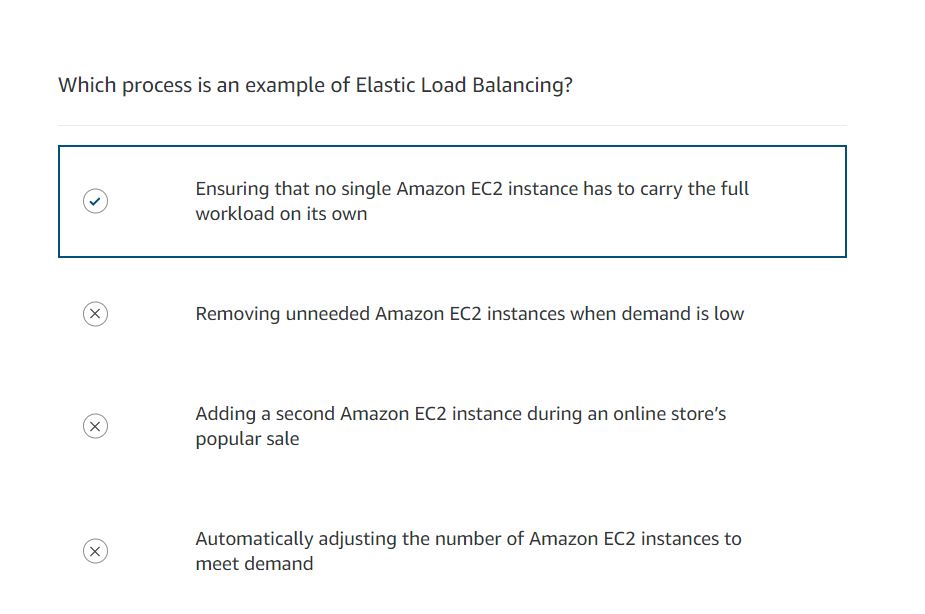 Which process is an example of Elastic Load Balancing?
Ensuring that no single Amazon EC2 instance has to carry the full
workload on its own
Removing unneeded Amazon EC2 instances when demand is low
Adding a second Amazon EC2 instance during an online store’s
popular sale
Automatically adjusting the number of Amazon EC2 instances to
meet demand